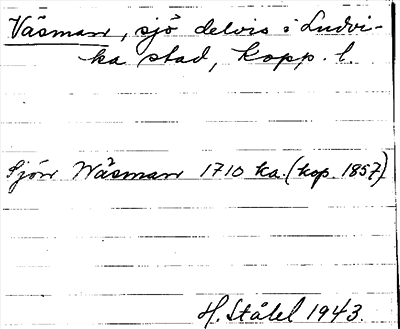 Väsman, sjö delvis i Ludvi-
ka stad, Kopp. l.
Sjön Wäsman 1710 ka. (kop. 1857)
H. Ståhl 1943.